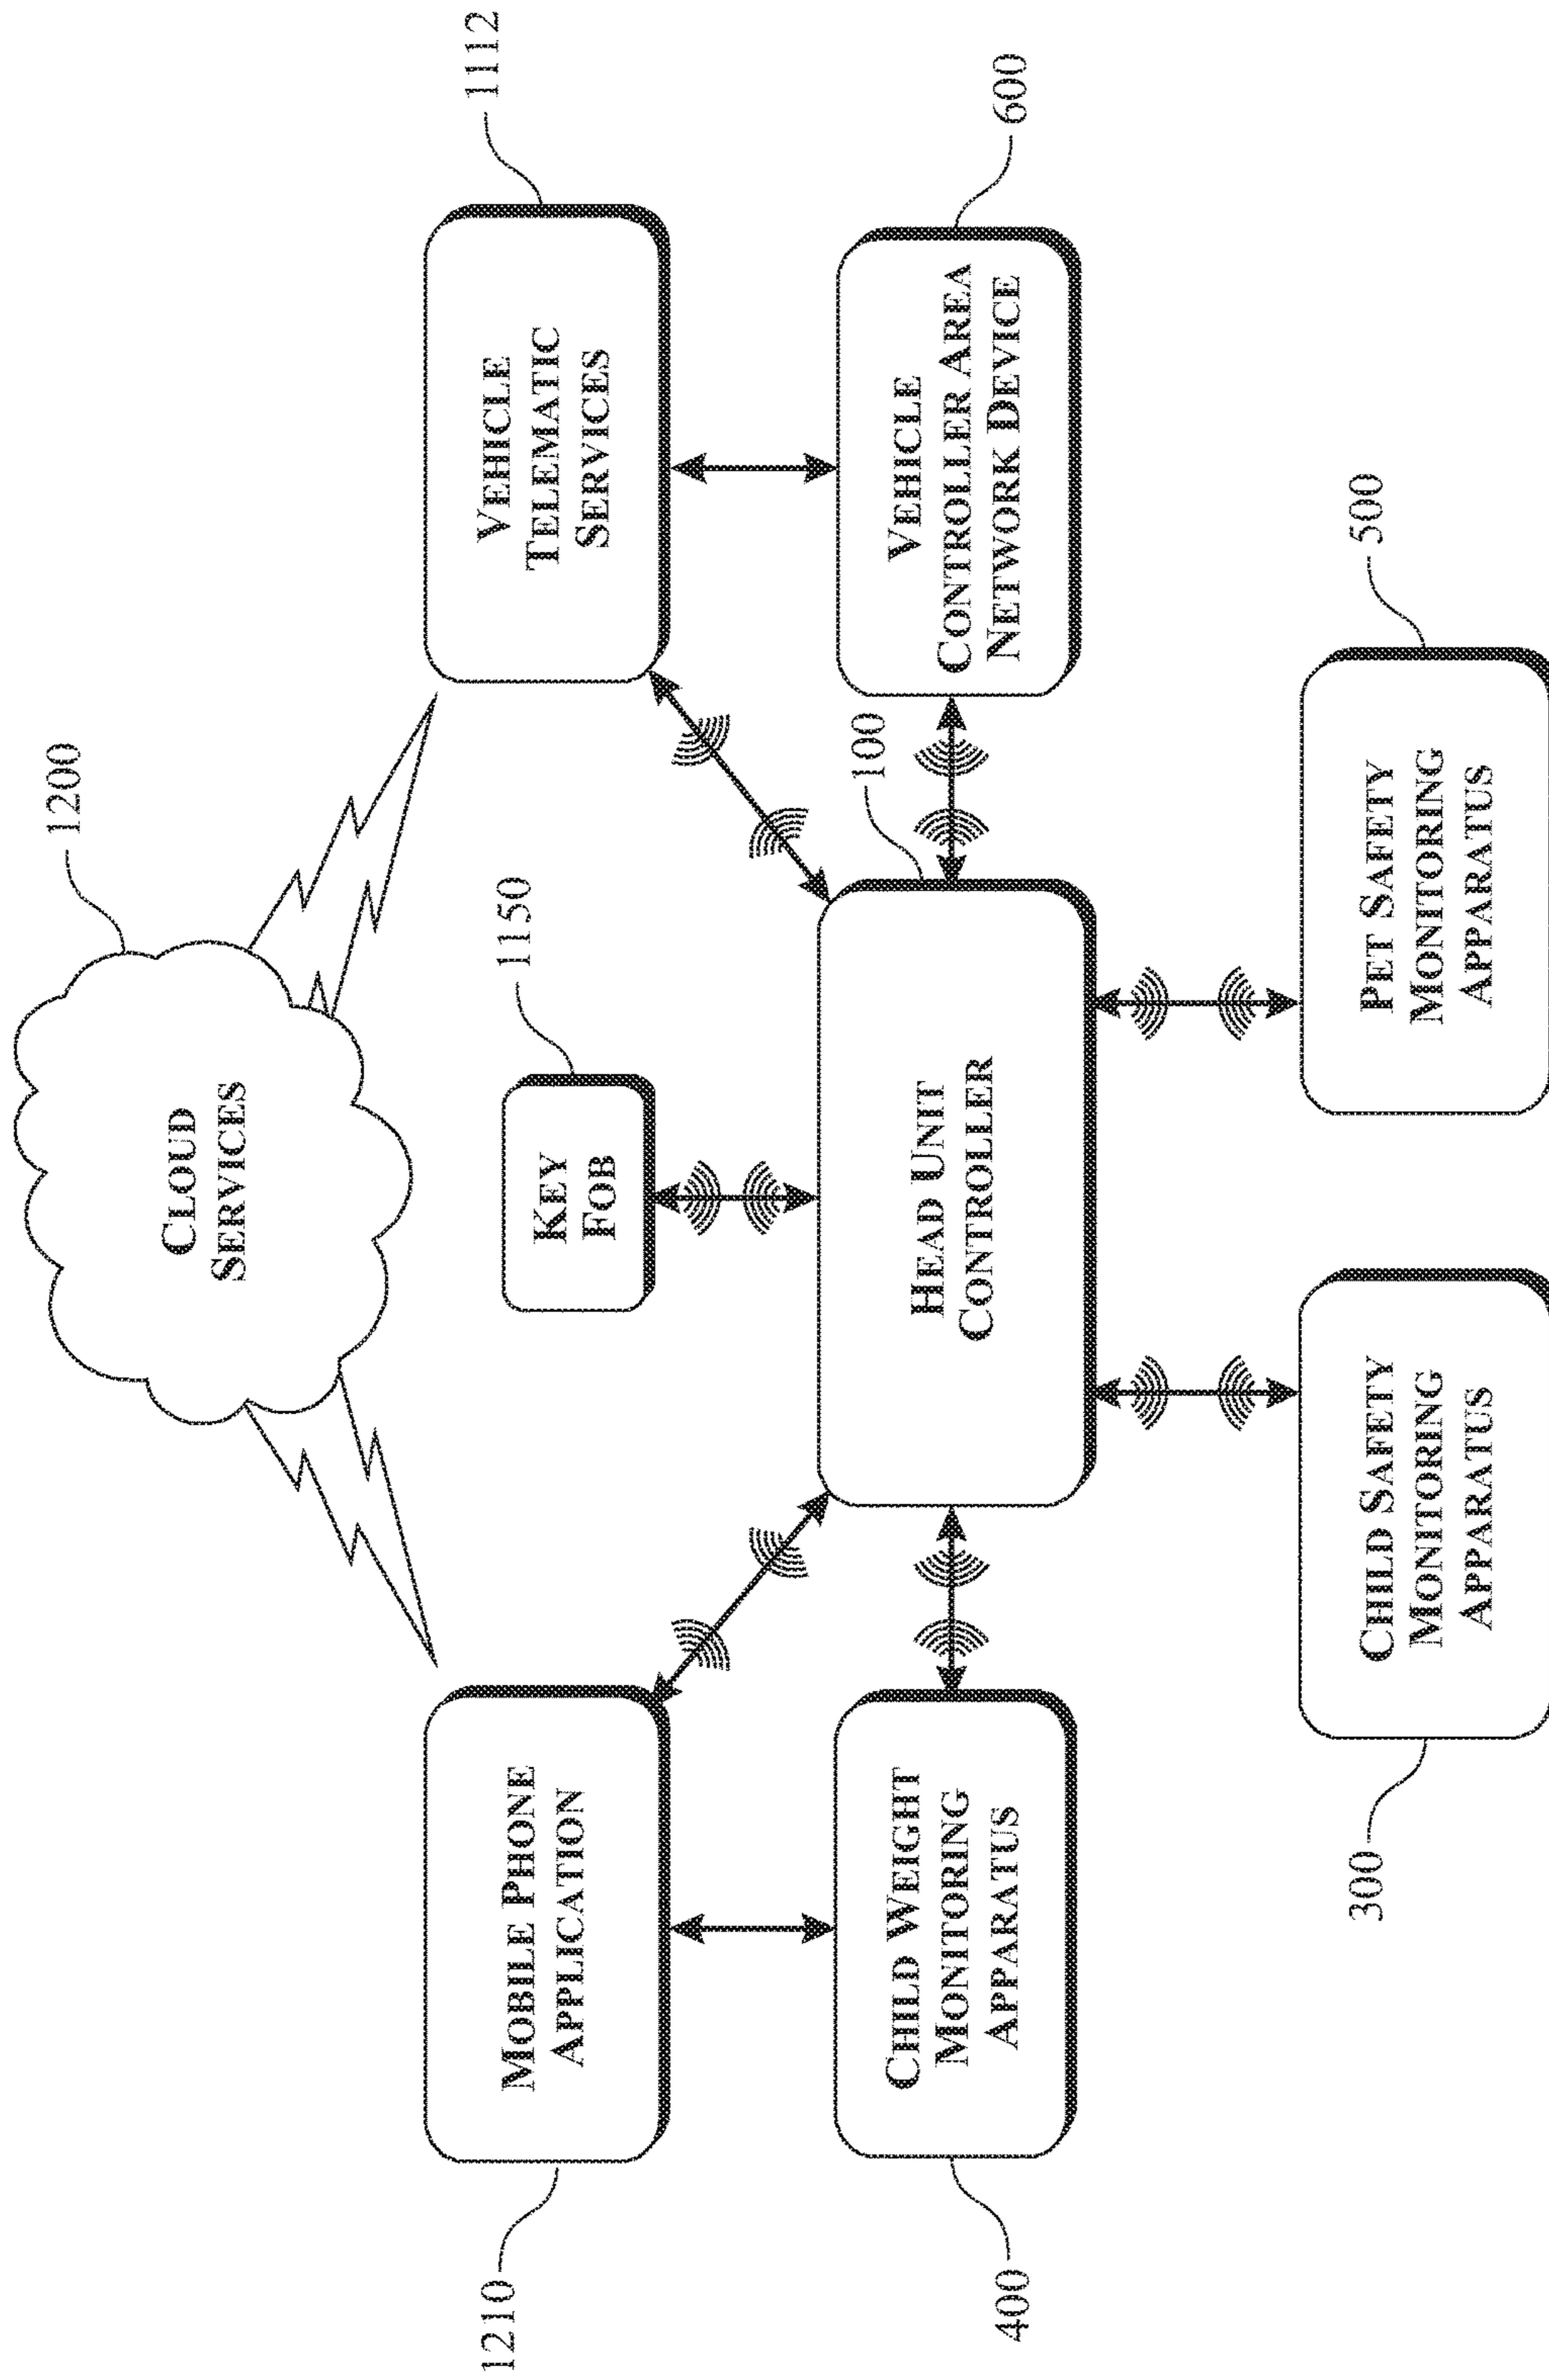 1200
CLOUD
SERVICES
1210
MOBILE PHONE
APPLICATION
KEY
FOB
1150
VEHICLE
TELEMATIC
SERVICES
1112
400
CHILD WEIGHT
MONITORING
APPARATUS
HEAD UNIT
CONTROLLER
100
VEHICLE
CONTROLLER AREA
NETWORK DEVICE
600
300
CHILD SAFETY
MONITORING
APPARATUS
PET SAFETY
MONITORING
APPARATUS
500